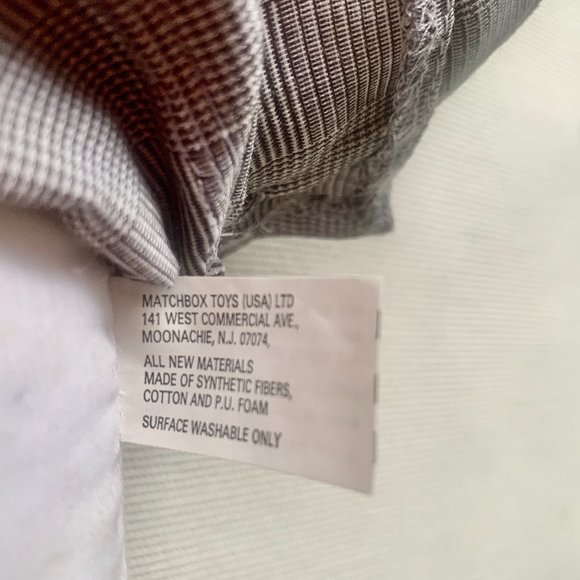 MATCHBOX TOYS (USA) LTD
141 WEST COMMERCIAL AVE.,
MOONACHIE, N.J. 07074,
ALL NEW MATERIALS
MADE OF SYNTHETIC FIBERS,
COTTON AND P.U. FOAM
SURFACE WASHABLE ONLY